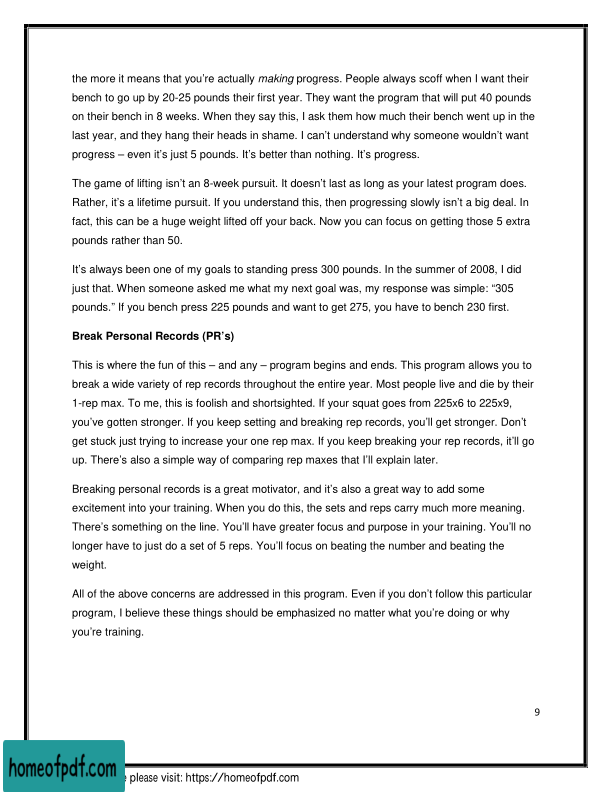 the more it means that you’re actually making progress. People always scoff when I want their
bench to go up by 20-25 pounds their first year. They want the program that will put 40 pounds
on their bench in 8 weeks. When they say this, I ask them how much their bench went up in the
last year, and they hang their heads in shame. I can’t understand why someone wouldn’t want
progress – even it’s just 5 pounds. It’s better than nothing. It’s progress.
The game of lifting isn’t an 8-week pursuit. It doesn’t last as long as your latest program does.
Rather, it’s a lifetime pursuit. If you understand this, then progressing slowly isn’t a big deal. In
fact, this can be a huge weight lifted off your back. Now you can focus on getting those 5 extra
pounds rather than 50.
It’s always been one of my goals to standing press 300 pounds. In the summer of 2008, I did
just that. When someone asked me what my next goal was, my response was simple: “305
pounds.” If you bench press 225 pounds and want to get 275, you have to bench 230 first.
Break Personal Records (PR’s)
This is where the fun of this – and any – program begins and ends. This program allows you to
break a wide variety of rep records throughout the entire year. Most people live and die by their
1-rep max. To me, this is foolish and shortsighted. If your squat goes from 225x6 to 225x9,
you’ve gotten stronger. If you keep setting and breaking rep records, you’ll get stronger. Don’t
get stuck just trying to increase your one rep max. If you keep breaking your rep records, it’ll go
up. There’s also a simple way of comparing rep maxes that I’ll explain later.
Breaking personal records is a great motivator, and it’s also a great way to add some
excitement into your training. When you do this, the sets and reps carry much more meaning.
There’s something on the line. You’ll have greater focus and purpose in your training. You’ll no
longer have to just do a set of 5 reps. You’ll focus on beating the number and beating the
weight.
All of the above concerns are addressed in this program. Even if you don’t follow this particular
program, I believe these things should be emphasized no matter what you’re doing or why
you’re training.
9
homeofpdf.com
please visit: https://homeofpdf.com